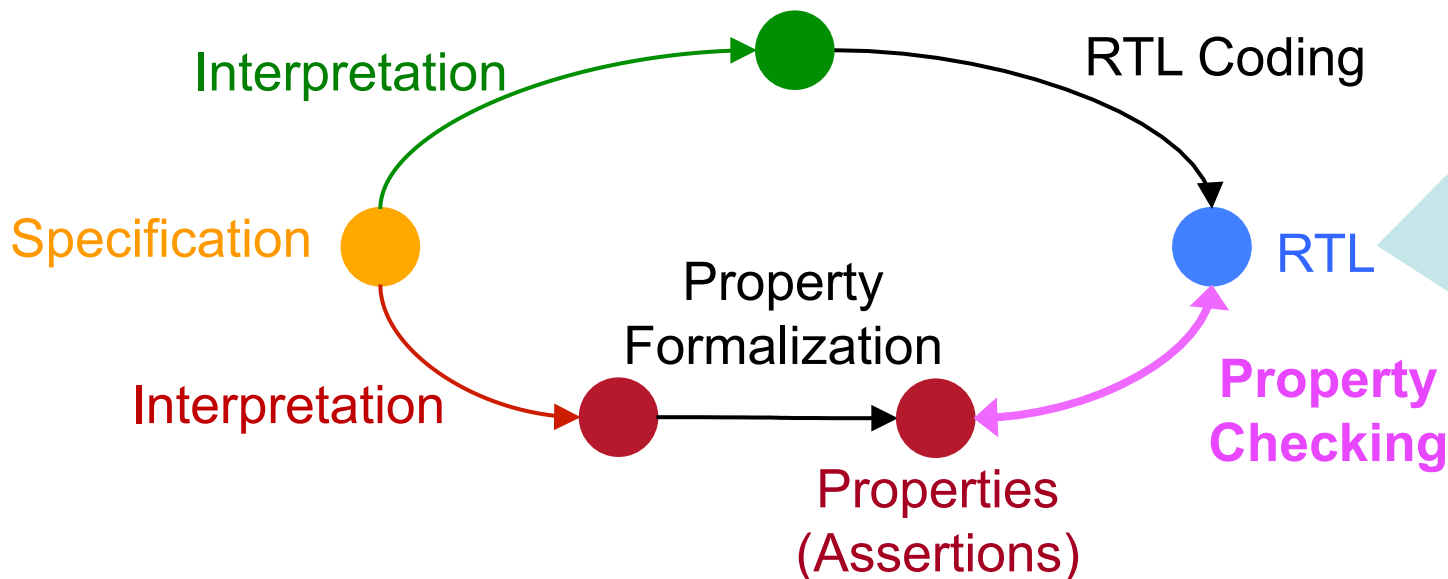 Interpretation
RTL Coding
Specification
RTL
Property
Formalization
Interpretation
Property
Checking
Properties
(Assertions)